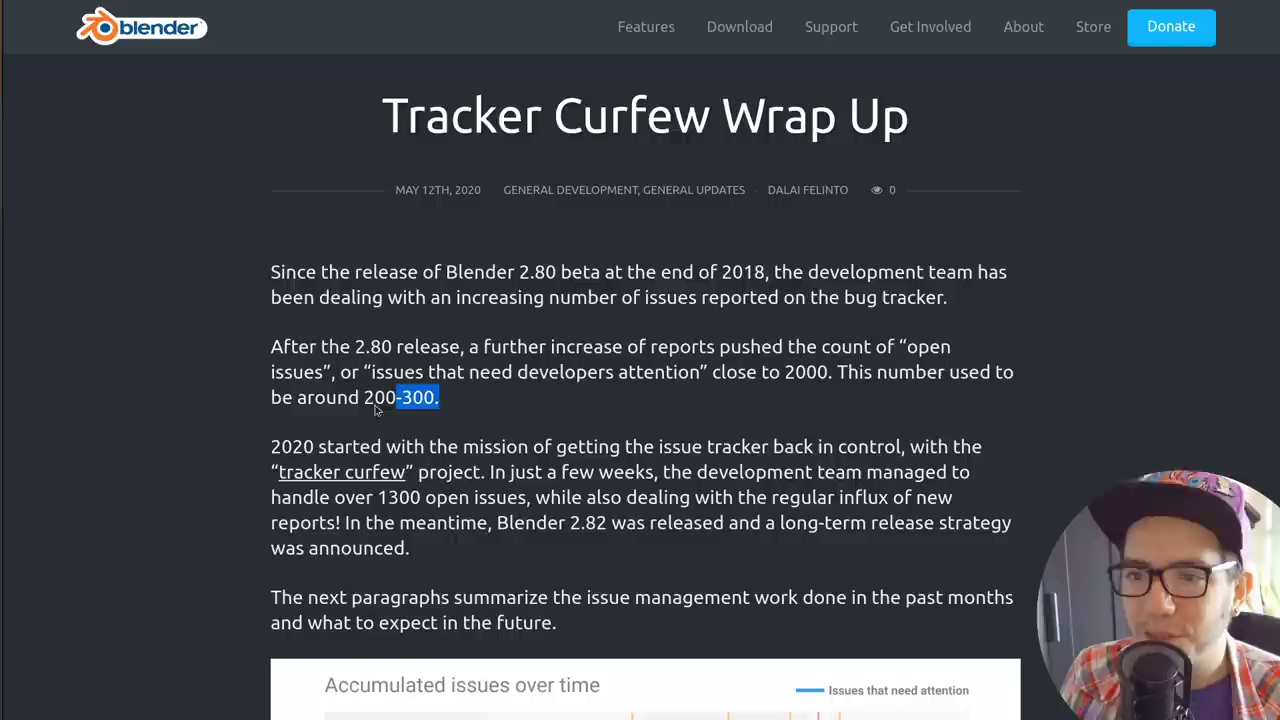 blender
Features Download Support Get Involved About Store Donate
Tracker Curfew Wrap Up
MAY 12TH, 2020 GENERAL DEVELOPMENT, GENERAL UPDATES DALAI FELINTO 0
Since the release of Blender 2.80 beta at the end of 2018, the development team has
been dealing with an increasing number of issues reported on the bug tracker.
After the 2.80 release, a further increase of reports pushed the count of “open
issues”, or “issues that need developers attention” close to 2000. This number used to
be around 200-300.
2020 started with the mission of getting the issue tracker back in control, with the
“tracker curfew” project. In just a few weeks, the development team managed to
handle over 1300 open issues, while also dealing with the regular influx of new
reports! In the meantime, Blender 2.82 was released and a long-term release strategy
was announced.
The next paragraphs summarize the issue management work done in the past months
and what to expect in the future.
Accumulated issues over time
Issues that need attention